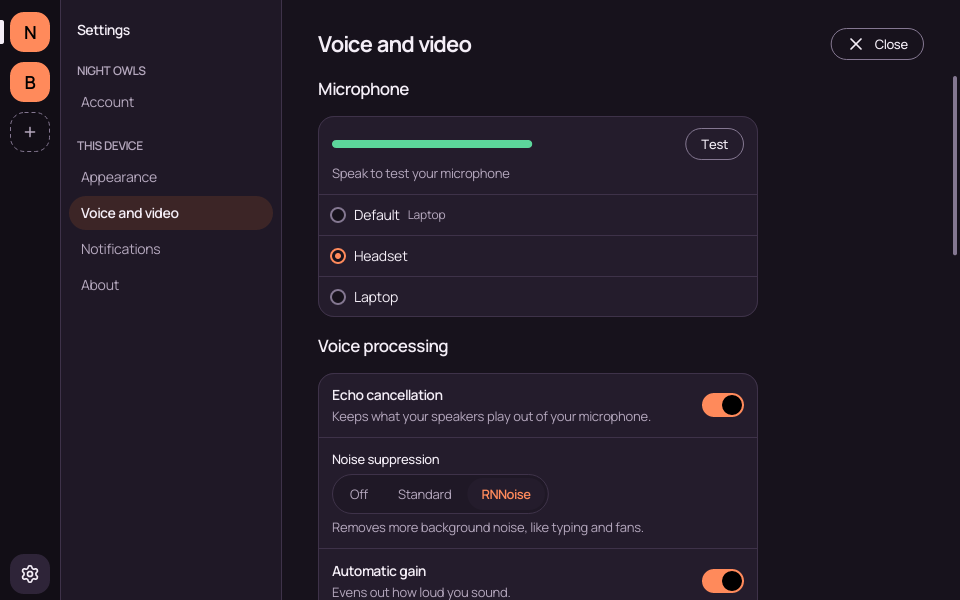 N
B
Settings
NIGHT OWLS
Account
THIS DEVICE
Appearance
Voice and video
Notifications
About
Voice and video
Close
Microphone
Test
Speak to test your microphone
Default Laptop
Headset
Laptop
Voice processing
Echo cancellation
Keeps what your speakers play out of your microphone.
Noise suppression
Off Standard RNNoise
Removes more background noise, like typing and fans.
Automatic gain
Evens out how loud you sound.